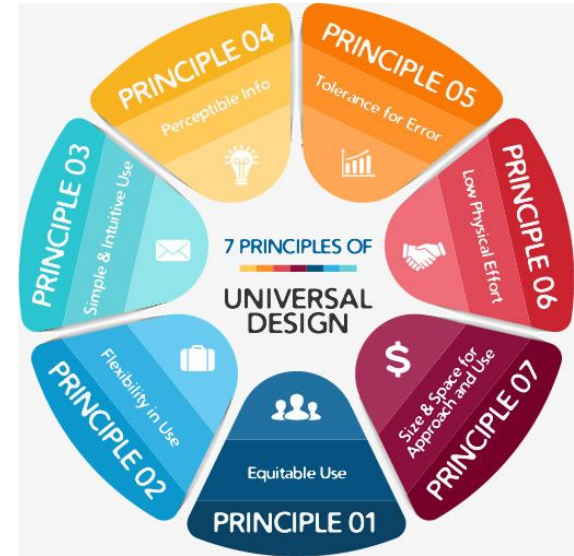 7 PRINCIPLES OF
UNIVERSAL
DESIGN
PRINCIPLE 01
Equitable Use
PRINCIPLE 02
Flexibility in Use
PRINCIPLE 03
Simple & Intuitive Use
PRINCIPLE 04
Perceptible Info
PRINCIPLE 05
Tolerance for Error
PRINCIPLE 06
Low Physical Effort
PRINCIPLE 07
Size & Space for
Approach and Use
$